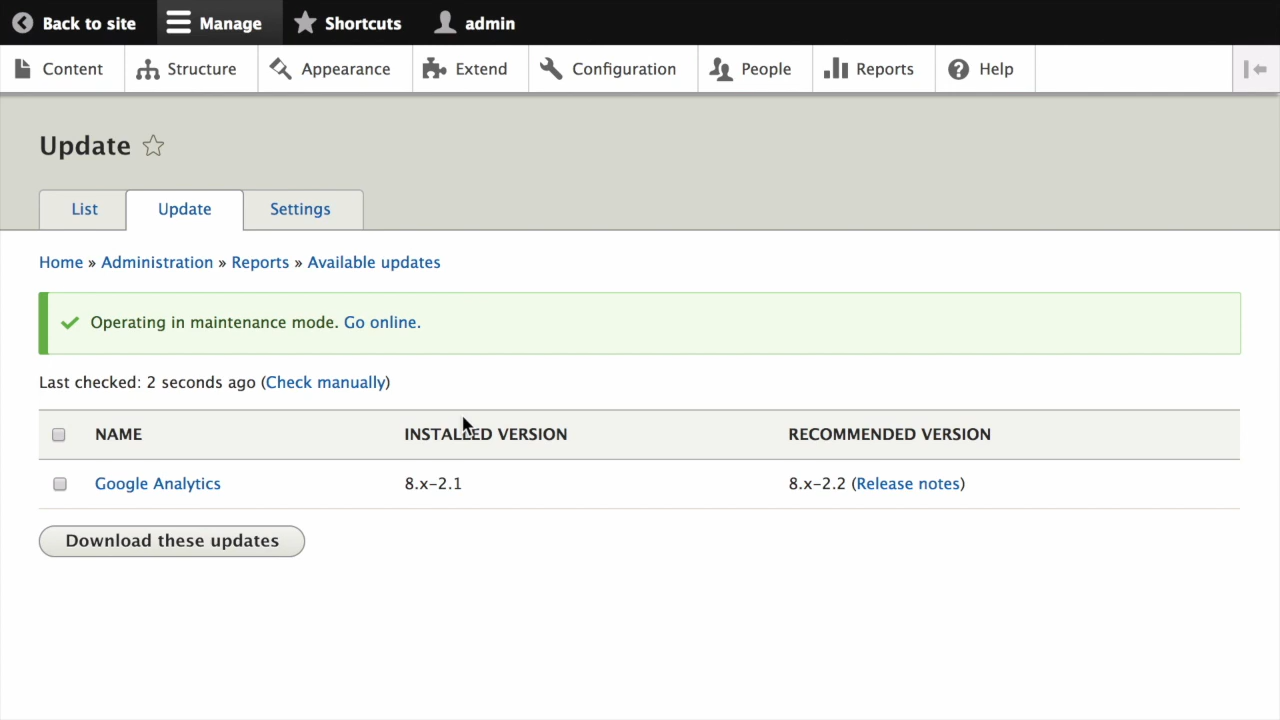 Back to site Manage Shortcuts admin
Content Structure Appearance Extend Configuration People Reports Help
Update
List Update Settings
Home » Administration » Reports » Available updates
Operating in maintenance mode. Go online.
Last checked: 2 seconds ago (Check manually)
NAME INSTALLED VERSION RECOMMENDED VERSION
Google Analytics 8.x-2.1 8.x-2.2 (Release notes)
Download these updates